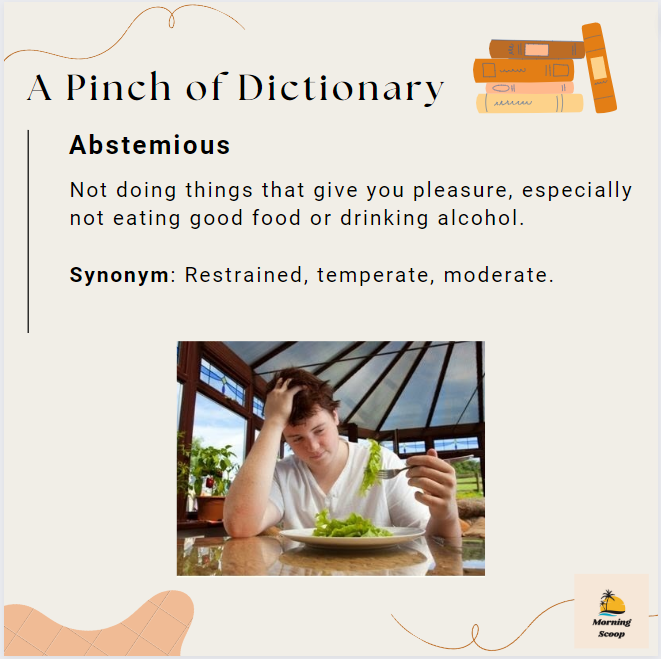 A Pinch of Dictionary
Abstemious
Not doing things that give you pleasure, especially
not eating good food or drinking alcohol.
Synonym: Restrained, temperate, moderate.
Morning
Scoop